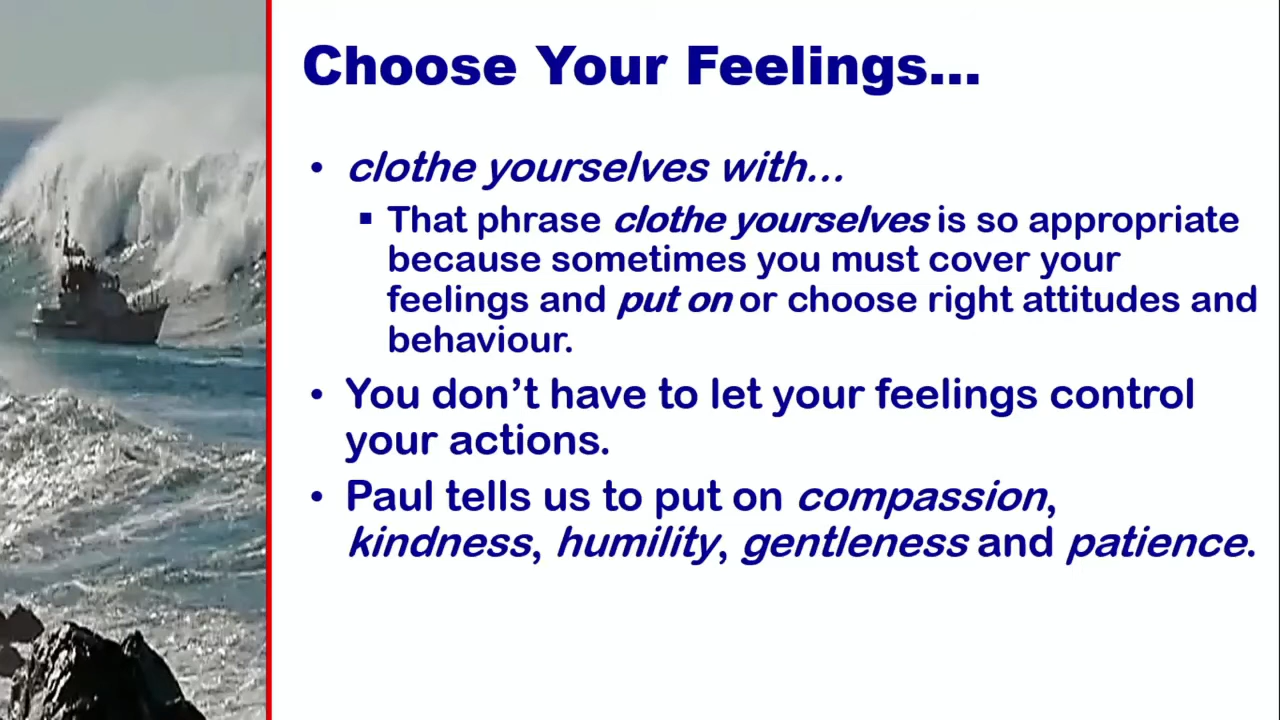 Choose Your Feelings...
• clothe yourselves with...
▪ That phrase clothe yourselves is so appropriate
because sometimes you must cover your
feelings and put on or choose right attitudes and
behaviour.
• You don't have to let your feelings control
your actions.
• Paul tells us to put on compassion,
kindness, humility, gentleness and patience.